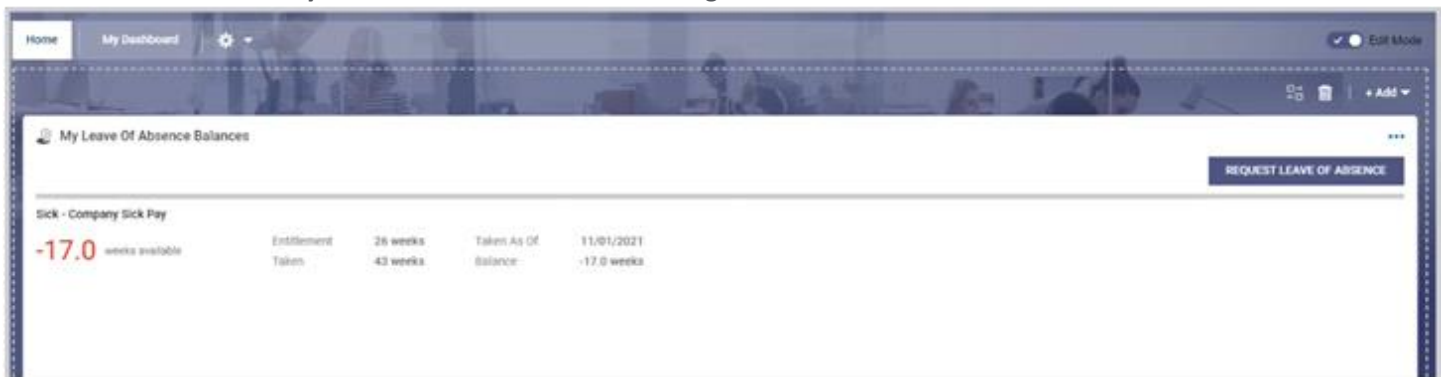 Home My Dashboard Edit Mode
+ Add
My Leave Of Absence Balances
REQUEST LEAVE OF ABSENCE
Sick - Company Sick Pay
-17.0 weeks available
Entitlement 26 weeks Taken As Of 11/01/2021
Taken 43 weeks Balance -17.0 weeks